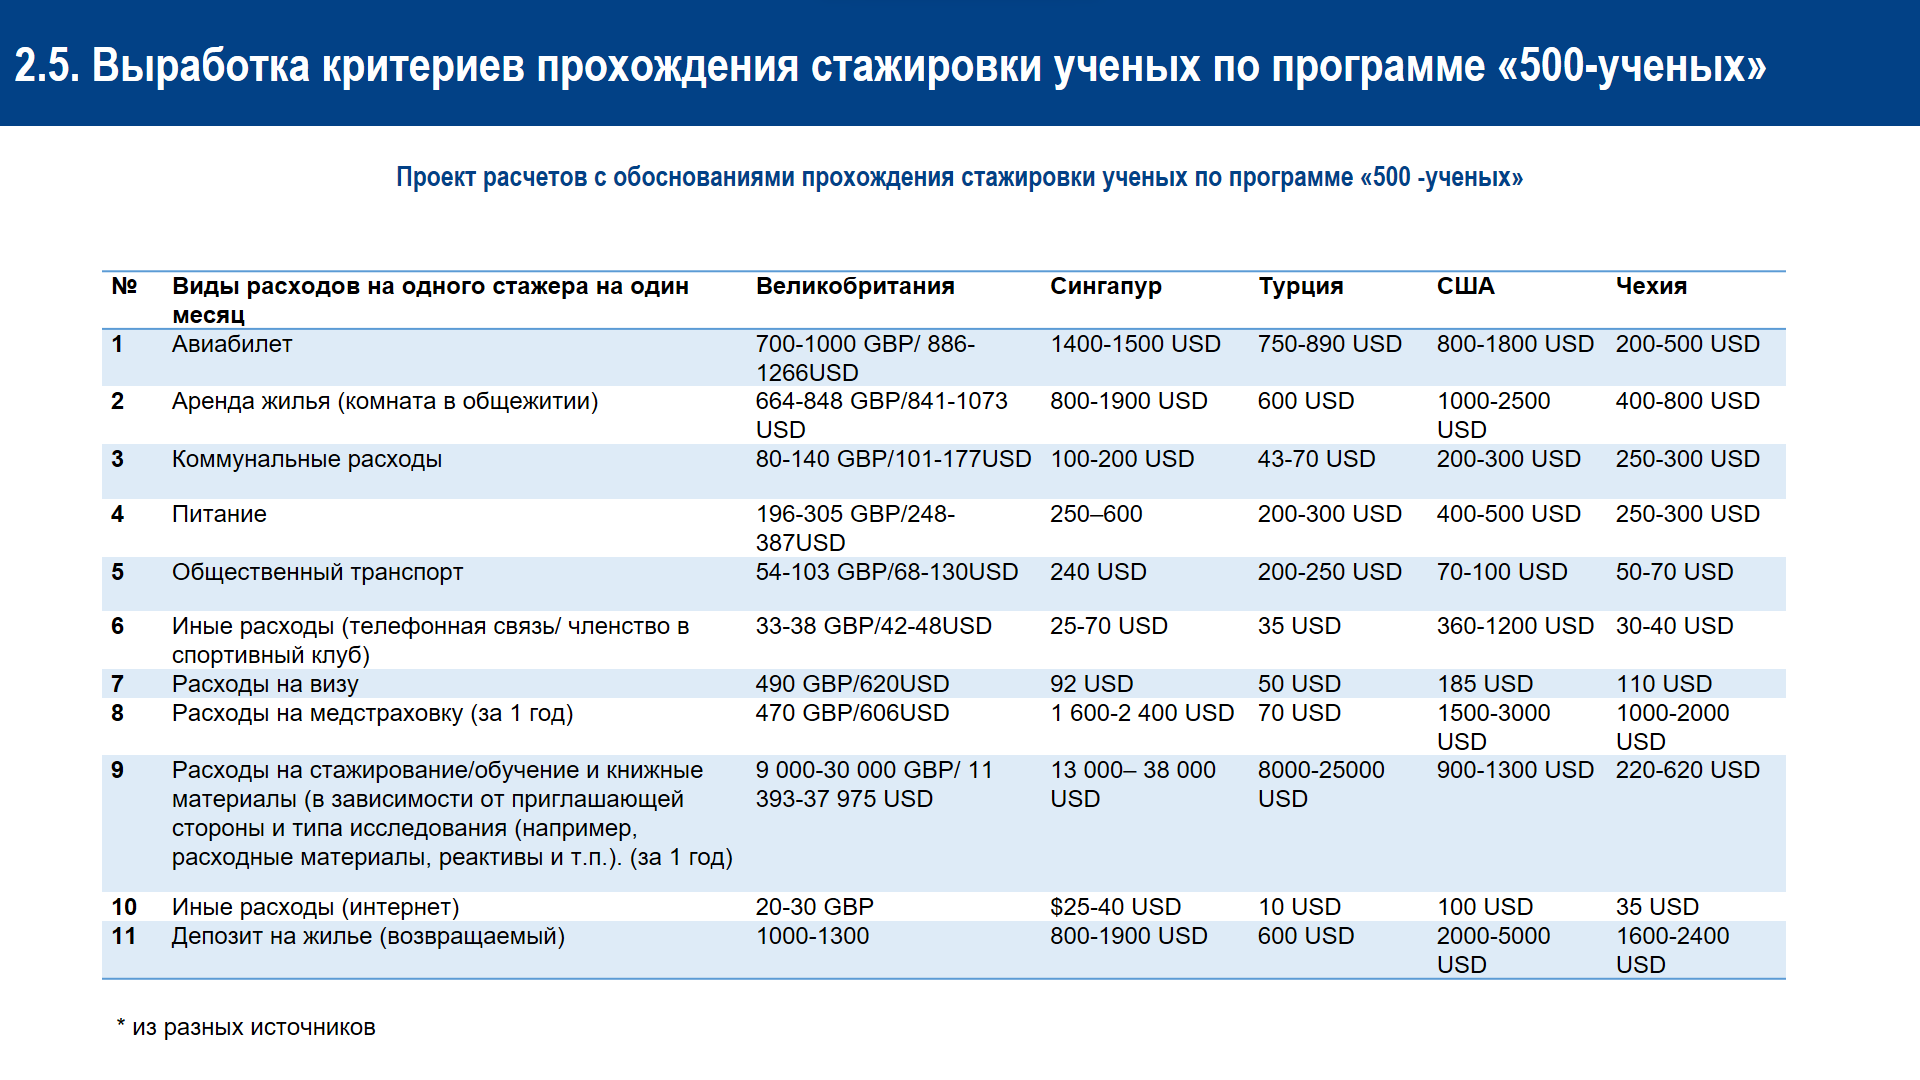 2.5. Выработка критериев прохождения стажировки ученых по программе «500-ученых»
Проект расчетов с обоснованиями прохождения стажировки ученых по программе «500 -ученых»
№ Виды расходов на одного стажера на один месяц Великобритания Сингапур Турция США Чехия
1 Авиабилет 700-1000 GBP/ 886-1266USD 1400-1500 USD 750-890 USD 800-1800 USD 200-500 USD
2 Аренда жилья (комната в общежитии) 664-848 GBP/841-1073 USD 800-1900 USD 600 USD 1000-2500 USD 400-800 USD
3 Коммунальные расходы 80-140 GBP/101-177USD 100-200 USD 43-70 USD 200-300 USD 250-300 USD
4 Питание 196-305 GBP/248-387USD 250–600 200-300 USD 400-500 USD 250-300 USD
5 Общественный транспорт 54-103 GBP/68-130USD 240 USD 200-250 USD 70-100 USD 50-70 USD
6 Иные расходы (телефонная связь/ членство в спортивный клуб) 33-38 GBP/42-48USD 25-70 USD 35 USD 360-1200 USD 30-40 USD
7 Расходы на визу 490 GBP/620USD 92 USD 50 USD 185 USD 110 USD
8 Расходы на медстраховку (за 1 год) 470 GBP/606USD 1 600-2 400 USD 70 USD 1500-3000 USD 1000-2000 USD
9 Расходы на стажирование/обучение и книжные материалы (в зависимости от приглашающей стороны и типа исследования (например, расходные материалы, реактивы и т.п.). (за 1 год) 9 000-30 000 GBP/ 11 393-37 975 USD 13 000– 38 000 USD 8000-25000 USD 900-1300 USD 220-620 USD
10 Иные расходы (интернет) 20-30 GBP $25-40 USD 10 USD 100 USD 35 USD
11 Депозит на жилье (возвращаемый) 1000-1300 800-1900 USD 600 USD 2000-5000 USD 1600-2400 USD
* из разных источников